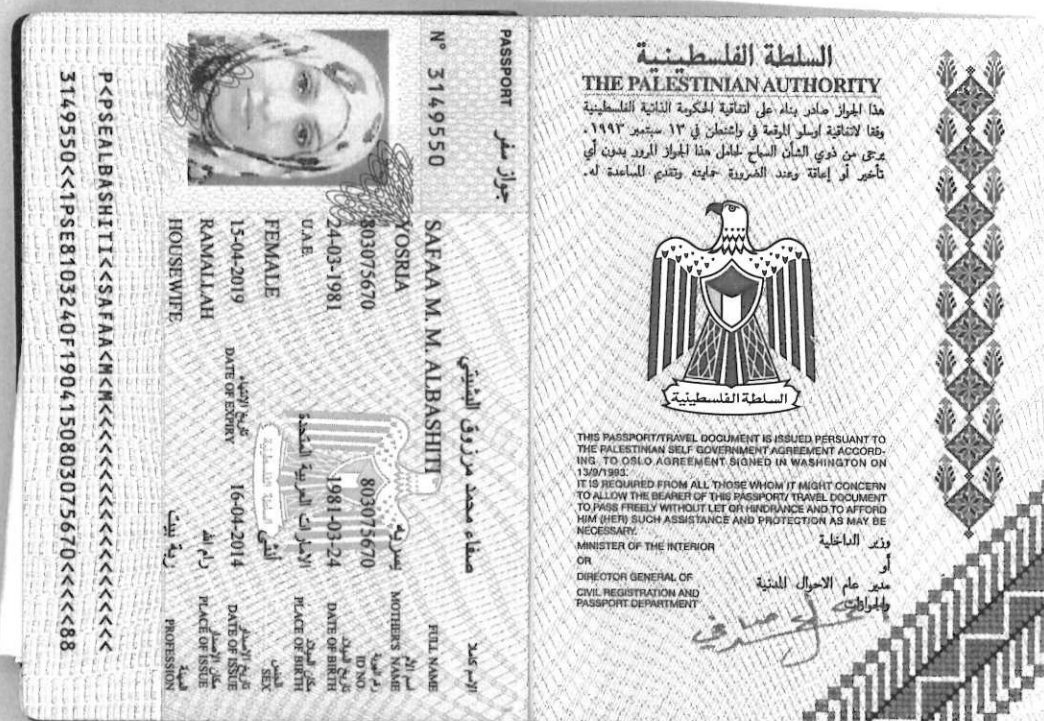 السلطة الفلسطينية
THE PALESTINIAN AUTHORITY
هذا الجواز صادر بناء على اتفاقية الحكومة الذاتية الفلسطينية
وفقا لاتفاقية اوسلو الموقعة في واشنطن في ١٣ سبتمبر ١٩٩٣.
يرجى من ذوي الشأن السماح لحامل هذا الجواز المرور بدون أي
تأخير أو إعاقة وعند الضرورة حمايته وتقديم المساعدة له.
السلطة الفلسطينية
THIS PASSPORT/TRAVEL DOCUMENT IS ISSUED PERSUANT TO
THE PALESTINIAN SELF GOVERNMENT AGREEMENT ACCORD-
ING TO OSLO AGREEMENT SIGNED IN WASHINGTON ON
13/9/1993.
IT IS REQUIRED FROM ALL THOSE WHOM IT MIGHT CONCERN
TO ALLOW THE BEARER OF THIS PASSPORT/ TRAVEL DOCUMENT
TO PASS FREELY WITHOUT LET OR HINDRANCE AND TO AFFORD
HIM (HER) SUCH ASSISTANCE AND PROTECTION AS MAY BE
NECESSARY.
وزير الداخلية
MINISTER OF THE INTERIOR
أو
OR
مدير عام الاحوال المدنية
والجوازات
DIRECTOR GENERAL OF
CIVIL REGISTRATION AND
PASSPORT DEPARTMENT
PASSPORT جواز سفر
N° 3149550
صفاء محمد مرزوق البشيتي الاسم كاملا
SAFAA M. M. ALBASHITI FULL NAME
YOSRIA يسريه اسم الأم MOTHER'S NAME
803075670 803075670 رقم الهوية ID NO.
24-03-1981 1981-03-24 تاريخ الميلاد DATE OF BIRTH
U.A.E. الامارات العربية المتحدة مكان الميلاد PLACE OF BIRTH
FEMALE أنثى الجنس SEX
15-04-2019 تاريخ الانتهاء DATE OF EXPIRY 16-04-2014 تاريخ الاصدار DATE OF ISSUE
RAMALLAH رام الله مكان الاصدار PLACE OF ISSUE
HOUSEWIFE ربة بيت المهنة PROFESSION
P<PSEALBASHITI<<SAFAA<M<M<<<<<<<<<<<<<<<<<<<
3149550<<1PSE8103240F1904150803075670<<<<<88